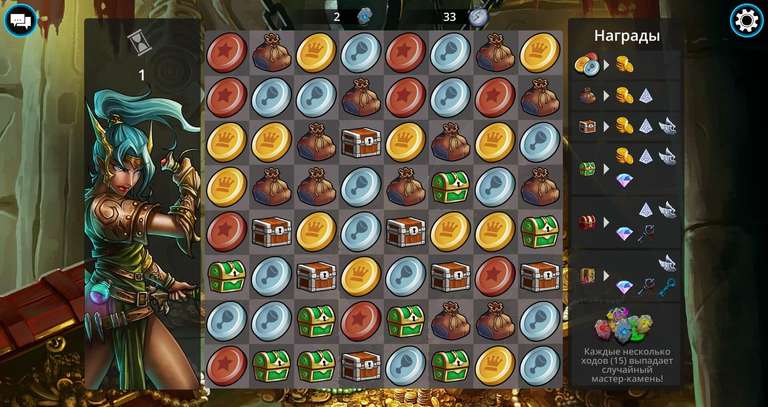 2
33
Награды
1
Каждые несколько
ходов (15) выпадает
случайный
мастер-камень!